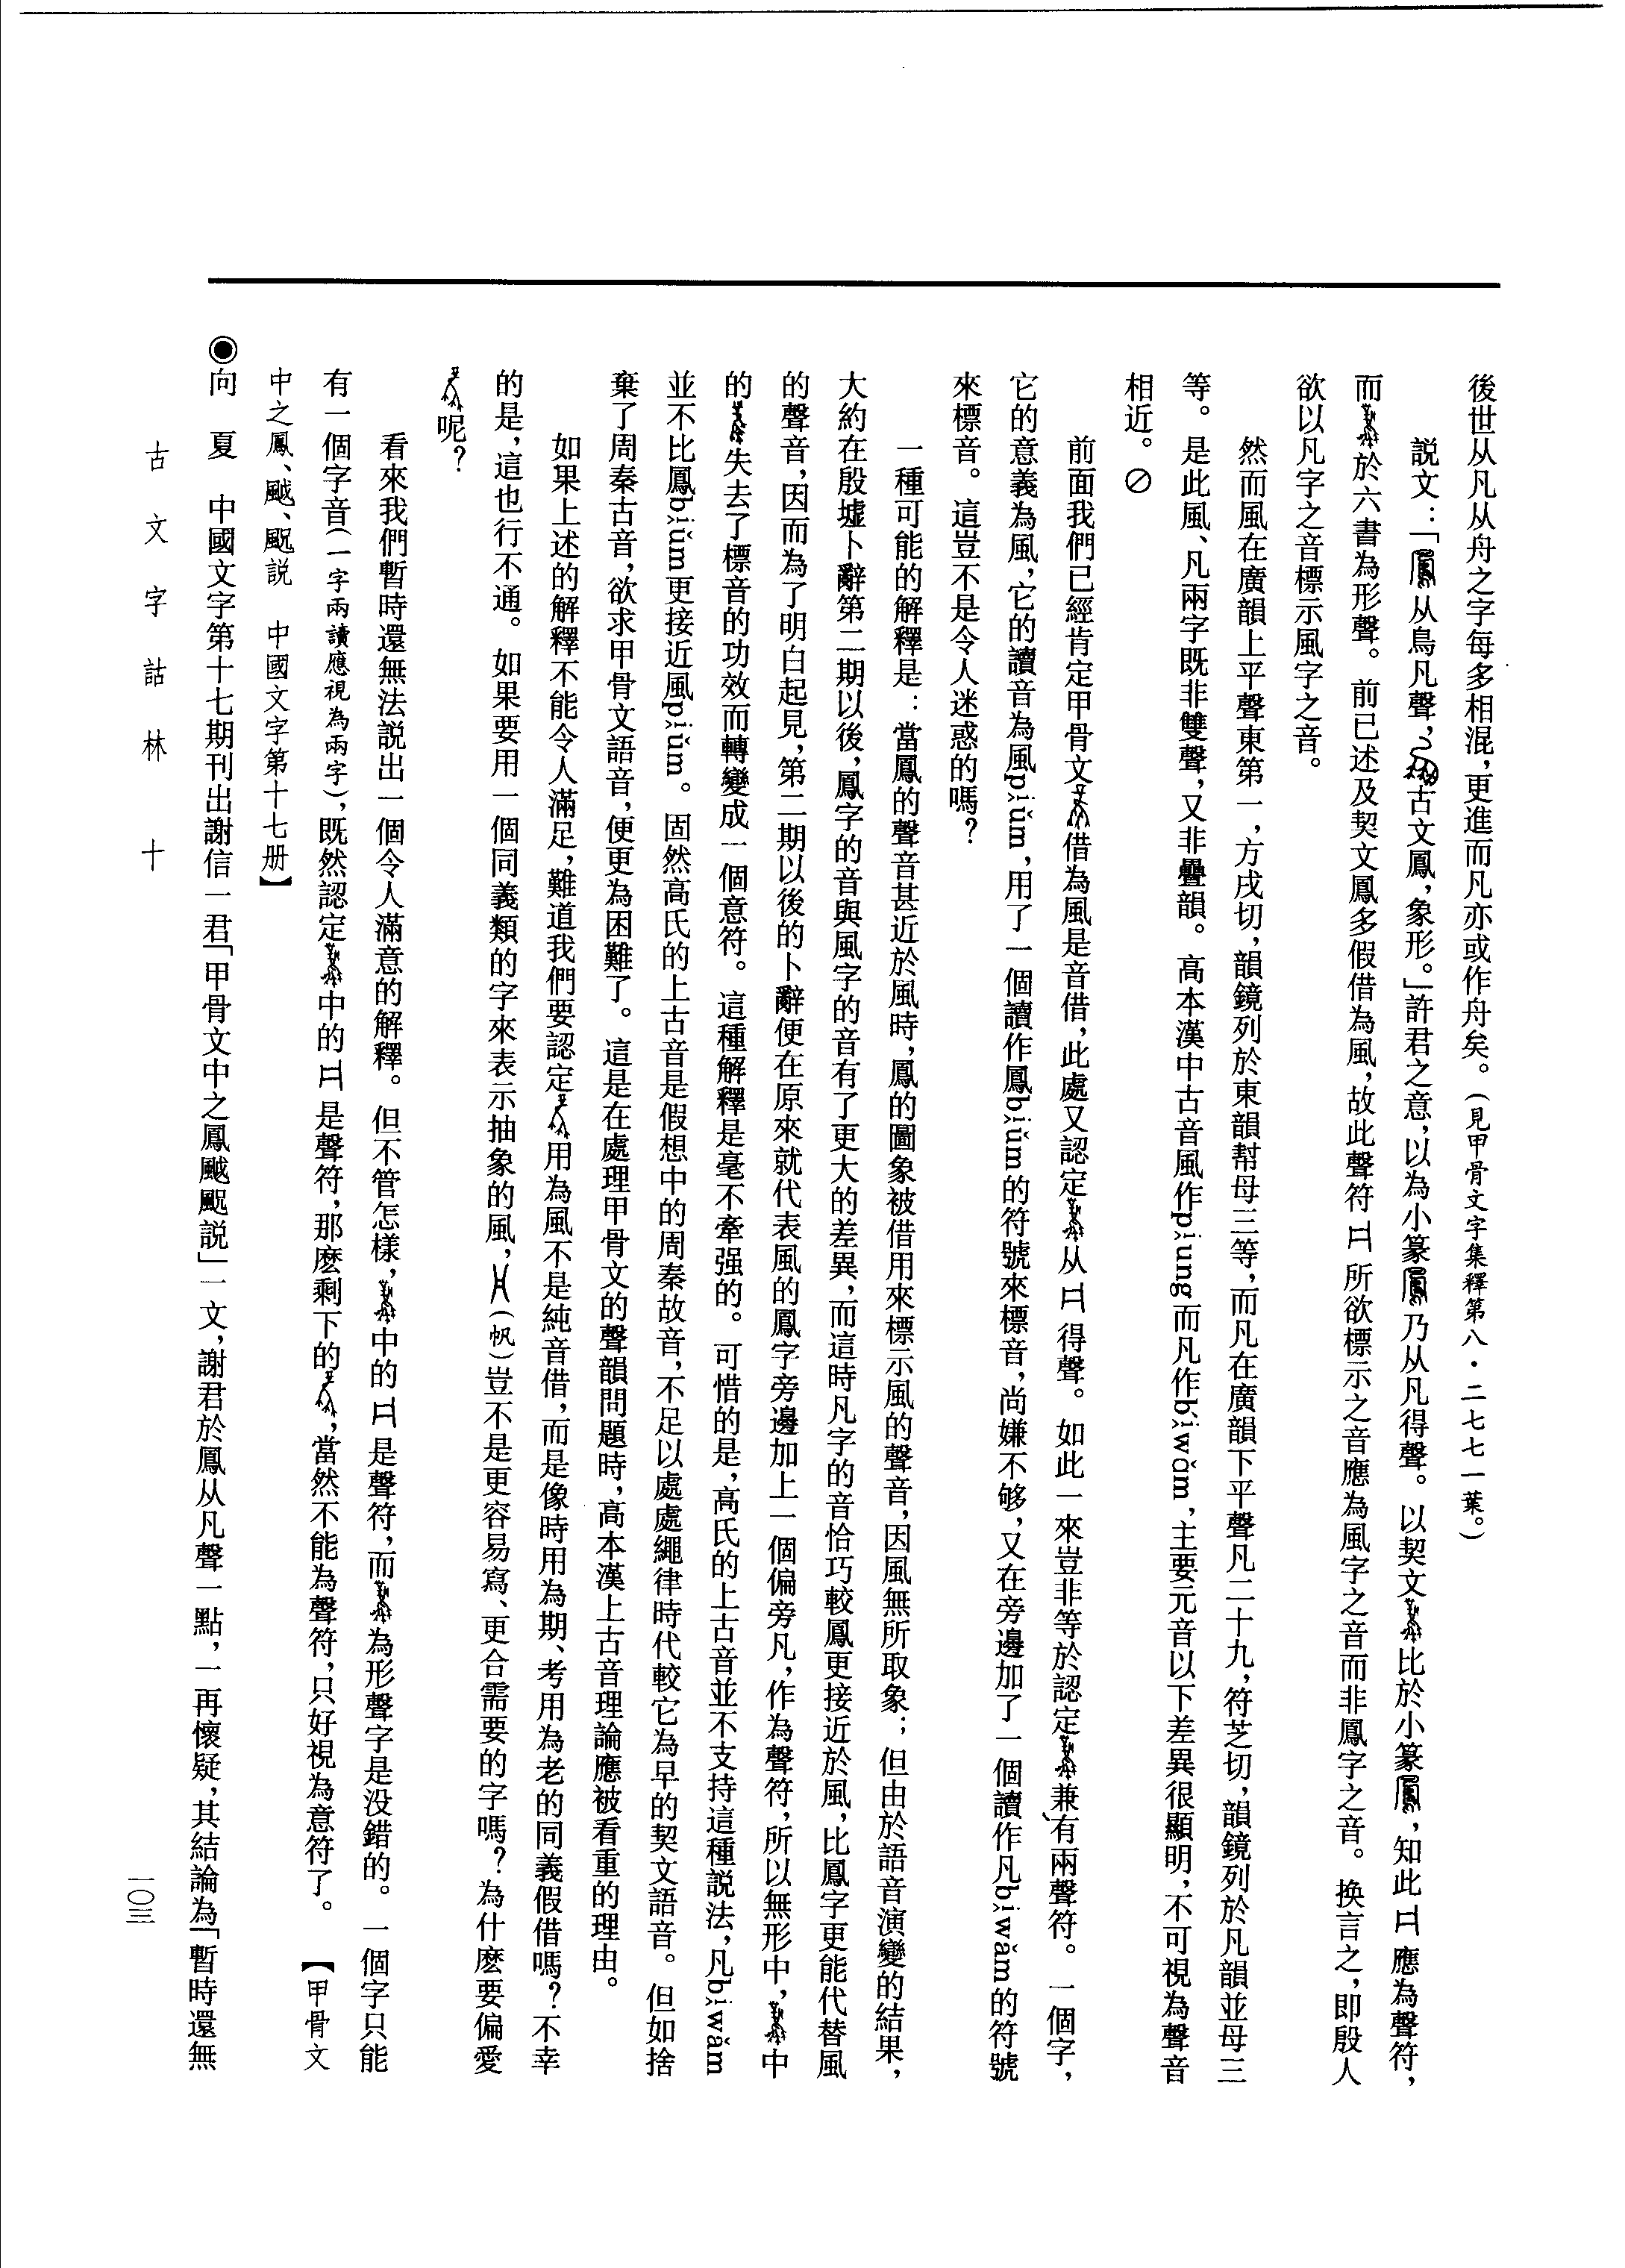 後世从凡从舟之字每多相混，更進而凡亦或作舟矣。（見甲骨文字集釋第八・二七七一葉。）
説文：「从鳥凡聲，古文鳳，象形。」許君之意，以為小篆乃从凡得聲。以契文比於小篆，知此應為聲符，
而於六書為形聲。前已述及契文鳳多假借為風，故此聲符所欲標示之音應為風字之音而非鳳字之音。换言之，即殷人
欲以凡字之音標示風字之音。
然而風在廣韻上平聲東第一，方戎切，韻鏡列於東韻幫母三等，而凡在廣韻下平聲凡二十九，符芝切，韻鏡列於凡韻並母三
等。是此風、凡兩字既非雙聲，又非疊韻。高本漢中古音風作pi̯ung而凡作bʻi̯wɒm，主要元音以下差異很顯明，不可視為聲音
相近。∅
前面我們已經肯定甲骨文借為風是音借，此處又認定从得聲。如此一來豈非等於認定兼有兩聲符。一個字，
它的意義為風，它的讀音為風pi̯ŭm，用了一個讀作鳳bi̯ŭm的符號來標音，尚嫌不够，又在旁邊加了一個讀作凡bi̯wăm的符號
來標音。這豈不是令人迷惑的嗎？
一種可能的解釋是：當鳳的聲音甚近於風時，鳳的圖象被借用來標示風的聲音，因風無所取象；但由於語音演變的結果，
大約在殷墟卜辭第二期以後，鳳字的音與風字的音有了更大的差異，而這時凡字的音恰巧較鳳更接近於風，比鳳字更能代替風
的聲音，因而為了明白起見，第二期以後的卜辭便在原來就代表風的鳳字旁邊加上一個偏旁凡，作為聲符，所以無形中，中
的失去了標音的功效而轉變成一個意符。這種解釋是毫不牽强的。可惜的是，高氏的上古音並不支持這種説法，凡bi̯wăm
並不比鳳bi̯ŭm更接近風pi̯ŭm。固然高氏的上古音是假想中的周秦故音，不足以處處繩律時代較它為早的契文語音。但如捨
棄了周秦古音，欲求甲骨文語音，便更為困難了。這是在處理甲骨文的聲韻問題時，高本漢上古音理論應被看重的理由。
如果上述的解釋不能令人滿足，難道我們要認定用為風不是純音借，而是像時用為期、考用為老的同義假借嗎？不幸
的是，這也行不通。如果要用一個同義類的字來表示抽象的風，（帆）豈不是更容易寫、更合需要的字嗎？為什麽要偏愛
呢？
看來我們暫時還無法説出一個令人滿意的解釋。但不管怎樣，中的是聲符，而為形聲字是没錯的。一個字只能
有一個字音（一字兩讀應視為兩字），既然認定中的是聲符，那麽剩下的，當然不能為聲符，只好視為意符了。　【甲骨文
中之鳳、䬂、䬕説　中國文字第十七册】
◉向　夏　中國文字第十七期刊出謝信一君「甲骨文中之鳳䬂䬕説」一文，謝君於鳳从凡聲一點，一再懷疑，其結論為「暫時還無
古文字詁林　十
一〇三